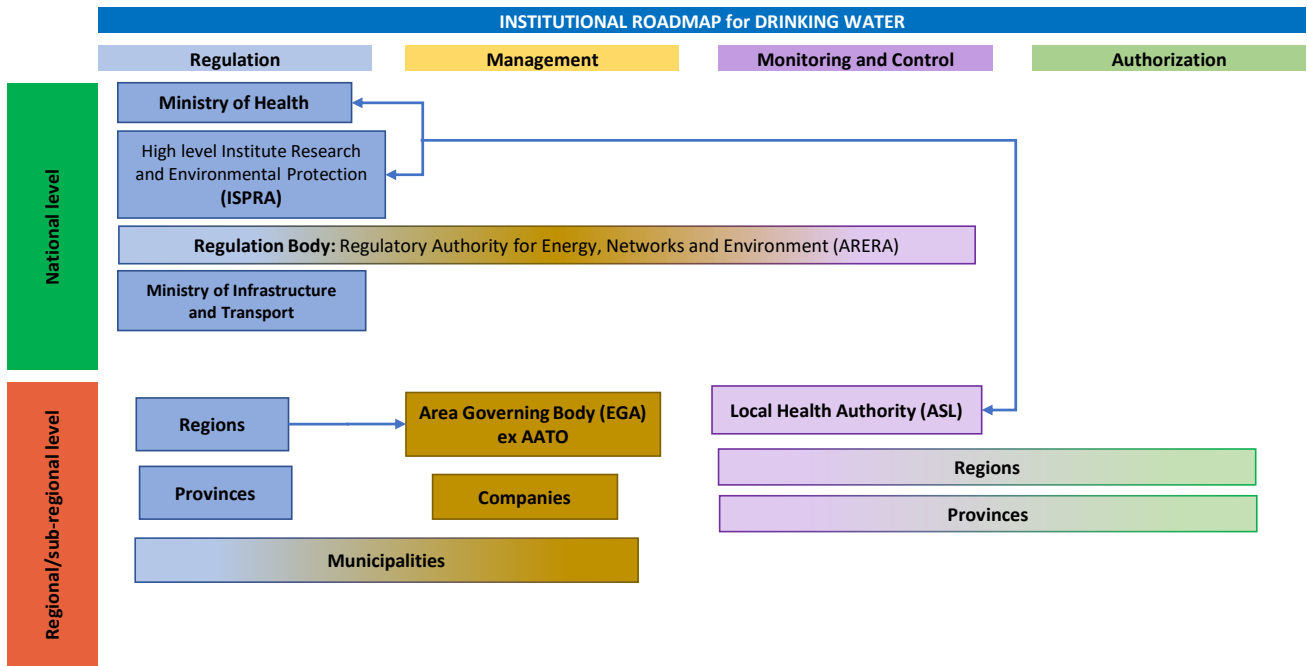 INSTITUTIONAL ROADMAP for DRINKING WATER
Regulation
Management
Monitoring and Control
Authorization
National level
Ministry of Health
High level Institute Research
and Environmental Protection
(ISPRA)
Regulation Body: Regulatory Authority for Energy, Networks and Environment (ARERA)
Ministry of Infrastructure
and Transport
Regional/sub-regional level
Regions
Area Governing Body (EGA)
ex AATO
Local Health Authority (ASL)
Regions
Provinces
Companies
Provinces
Municipalities